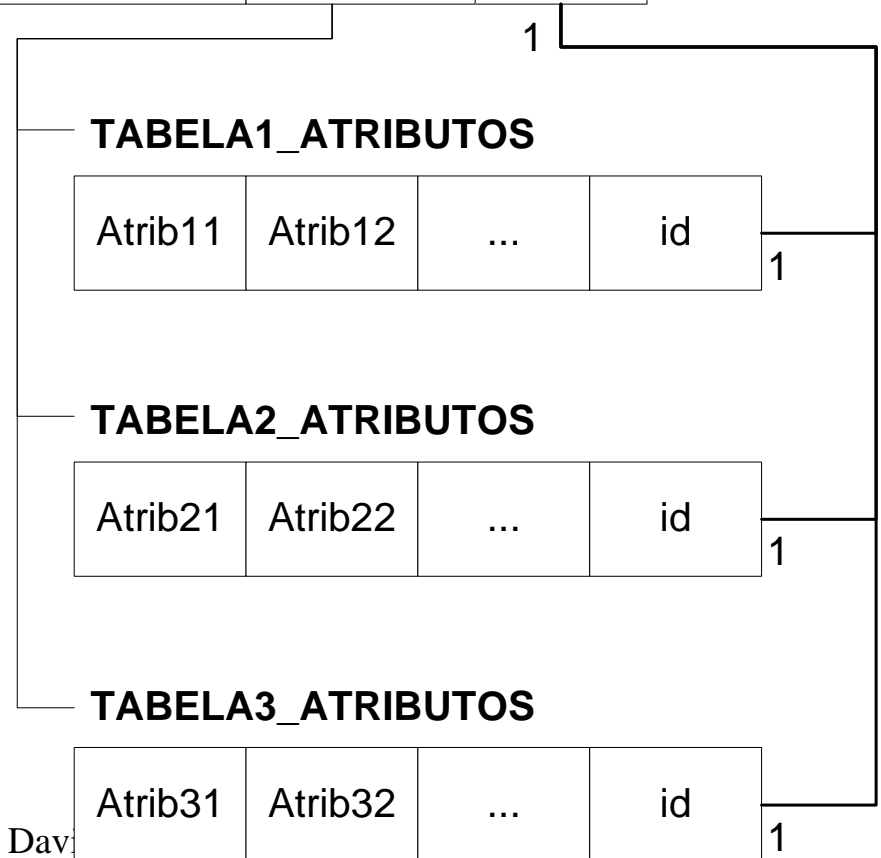 1
TABELA1_ATRIBUTOS
Atrib11 Atrib12 ... id
1
TABELA2_ATRIBUTOS
Atrib21 Atrib22 ... id
1
TABELA3_ATRIBUTOS
Atrib31 Atrib32 ... id
1